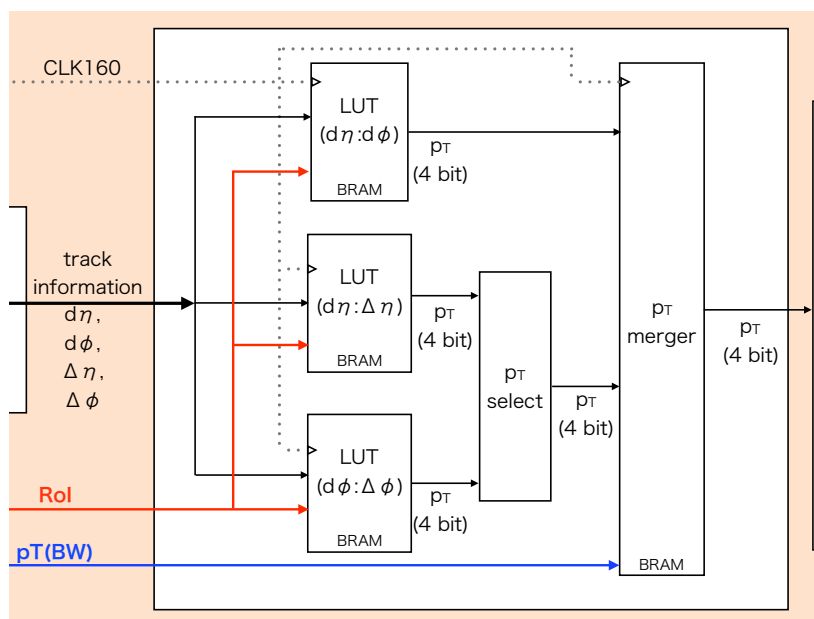 CLK160
LUT
(dη:dφ)
BRAM
pT
(4 bit)
track
information
dη,
dφ,
Δη,
Δφ
LUT
(dη:Δη)
BRAM
pT
(4 bit)
pT
select
pT
(4 bit)
pT
merger
BRAM
pT
(4 bit)
LUT
(dφ:Δφ)
BRAM
pT
(4 bit)
RoI
pT(BW)